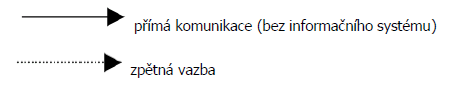 přímá komunikace (bez informačního systému)
zpětná vazba